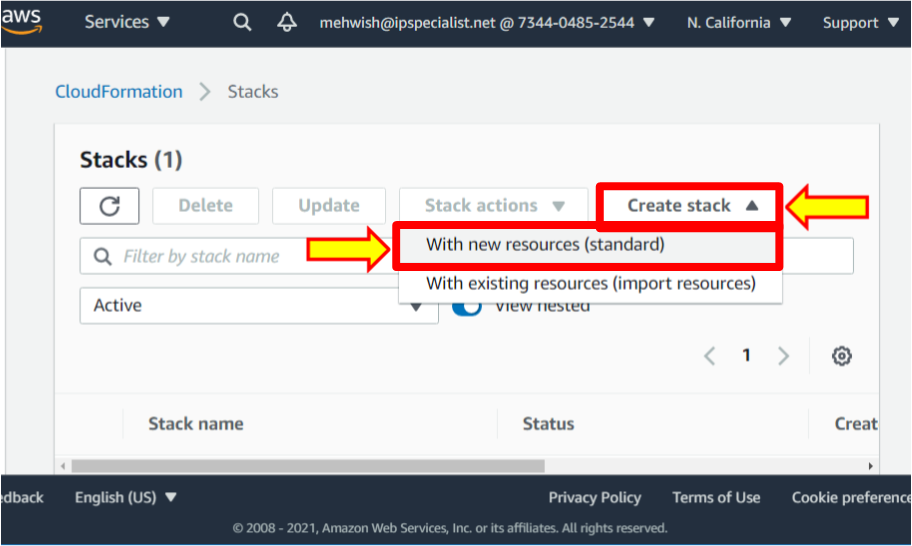 aws Services mehwish@ipspecialist.net @ 7344-0485-2544 N. California Support
CloudFormation Stacks
Stacks (1)
Delete Update Stack actions Create stack
Filter by stack name
With new resources (standard)
With existing resources (import resources)
Active View nested
1
Stack name Status Creat
edback English (US) Privacy Policy Terms of Use Cookie preference
© 2008 - 2021, Amazon Web Services, Inc. or its affiliates. All rights reserved.